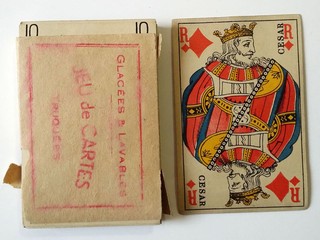 10 10
GLACÉES & LAVABLES
JEU de CARTES
TRUQUÉES
R
CESAR
R
R
CESAR
R